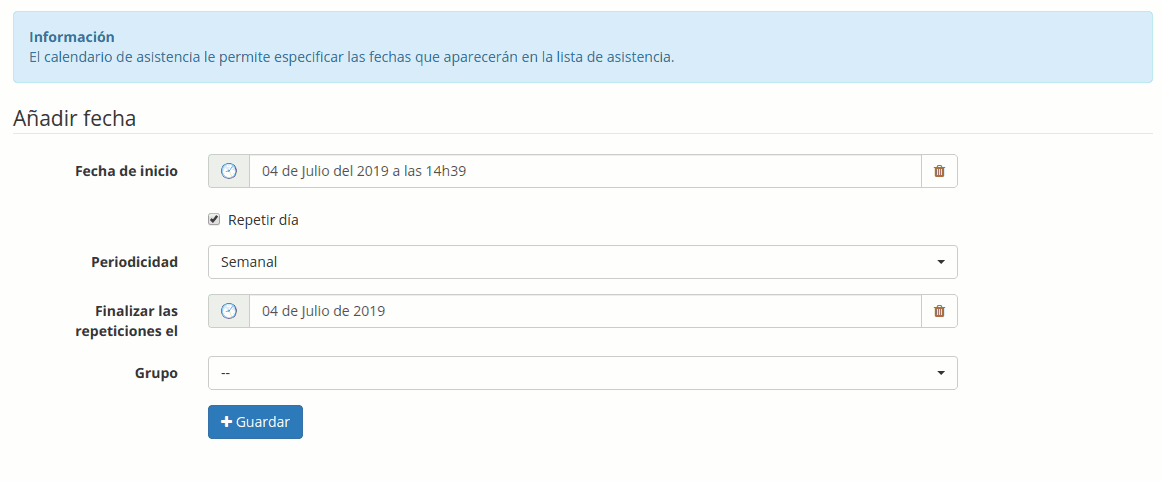 Información
El calendario de asistencia le permite especificar las fechas que aparecerán en la lista de asistencia.
Añadir fecha
Fecha de inicio
04 de Julio del 2019 a las 14h39
Repetir día
Periodicidad
Semanal
Finalizar las
repeticiones el
04 de Julio de 2019
Grupo
--
Guardar